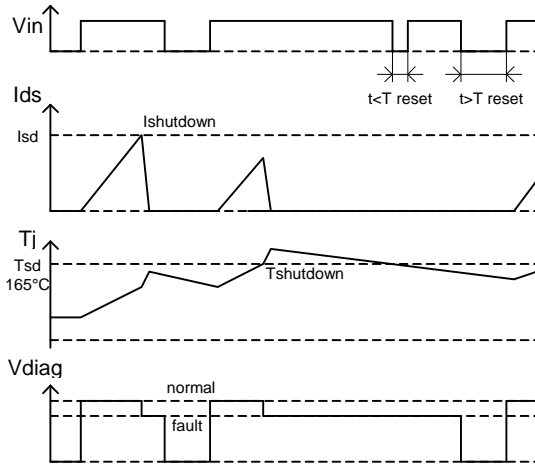 Vin
t<T reset
t>T reset
Ids
Ishutdown
Isd
Tj
Tsd
165°C
Tshutdown
Vdiag
normal
fault